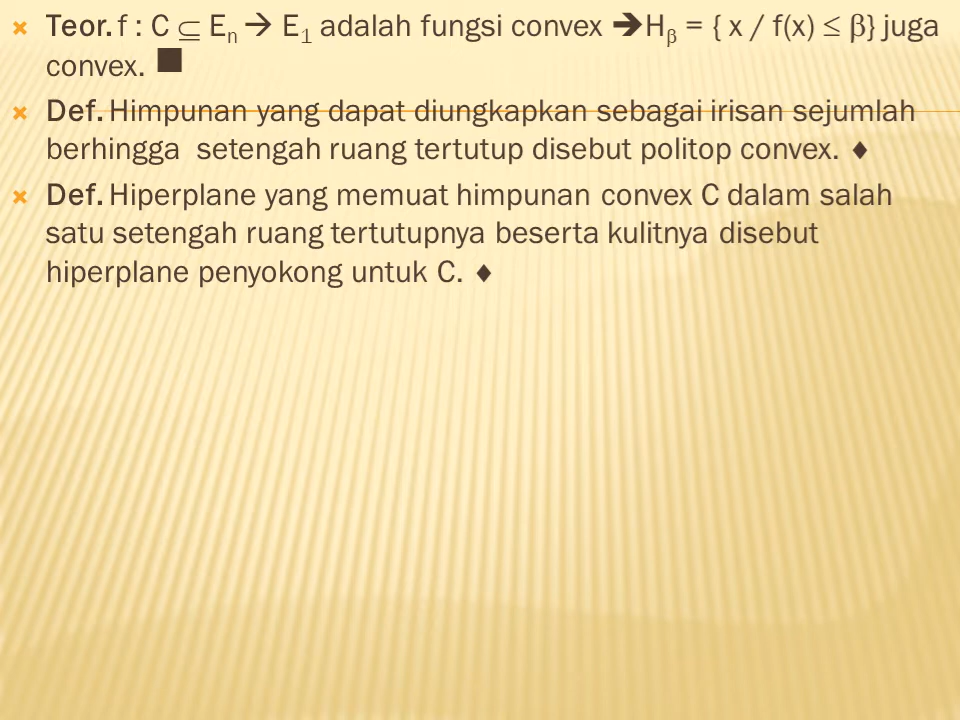 Teor. f : C ⊆ Eₙ → E₁ adalah fungsi convex ➔H_β = { x / f(x) ≤ β} juga
convex. ■
Def. Himpunan yang dapat diungkapkan sebagai irisan sejumlah
berhingga setengah ruang tertutup disebut politop convex. ♦
Def. Hiperplane yang memuat himpunan convex C dalam salah
satu setengah ruang tertutupnya beserta kulitnya disebut
hiperplane penyokong untuk C. ♦